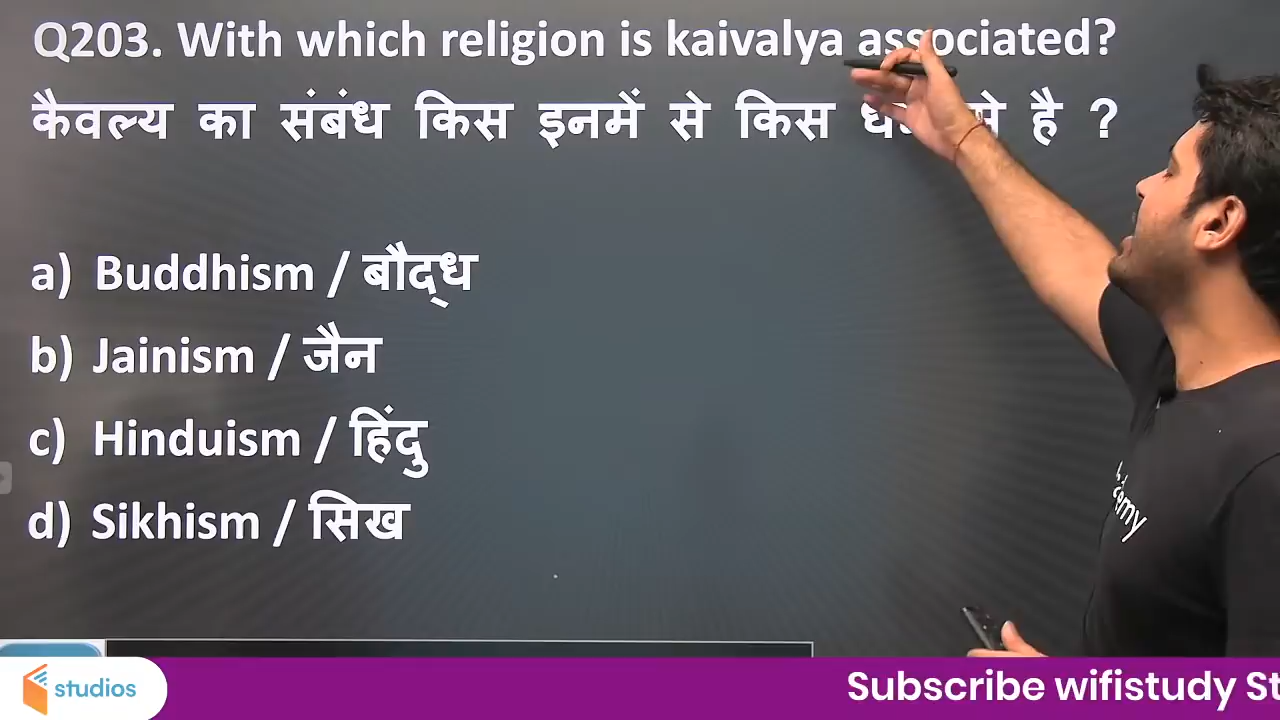 Q203. With which religion is kaivalya associated?
कैवल्य का संबंध किस इनमें से किस से है ?
a) Buddhism / बौद्ध
b) Jainism / जैन
c) Hinduism / हिंदु
d) Sikhism / सिख
studios
Subscribe wifistudy St